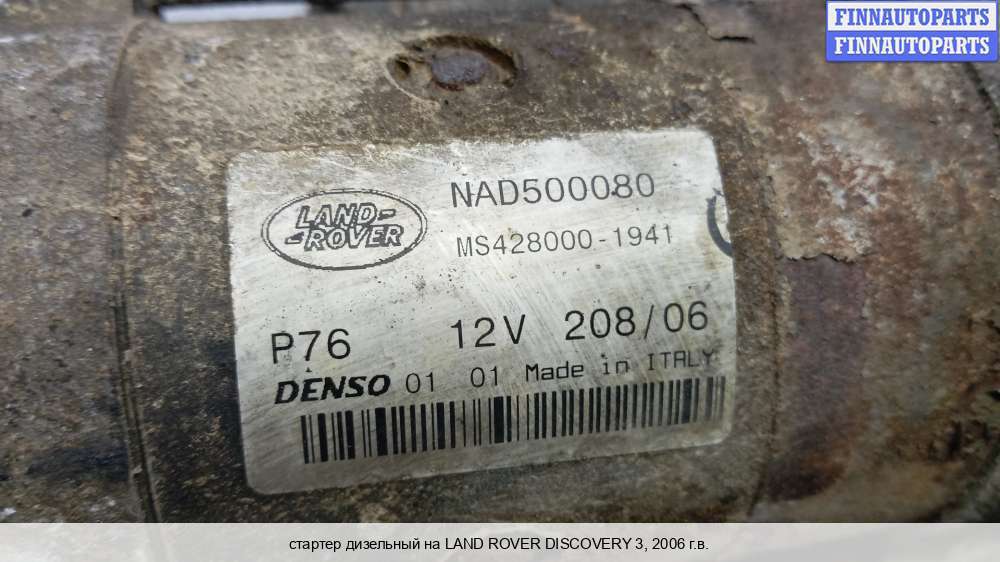 FINNAUTOPARTS
FINNAUTOPARTS
LAND-
-ROVER
NAD500080
MS428000-1941
P76 12V 208/06
DENSO 01 01 Made in ITALY
стартер дизельный на LAND ROVER DISCOVERY 3, 2006 г.в.